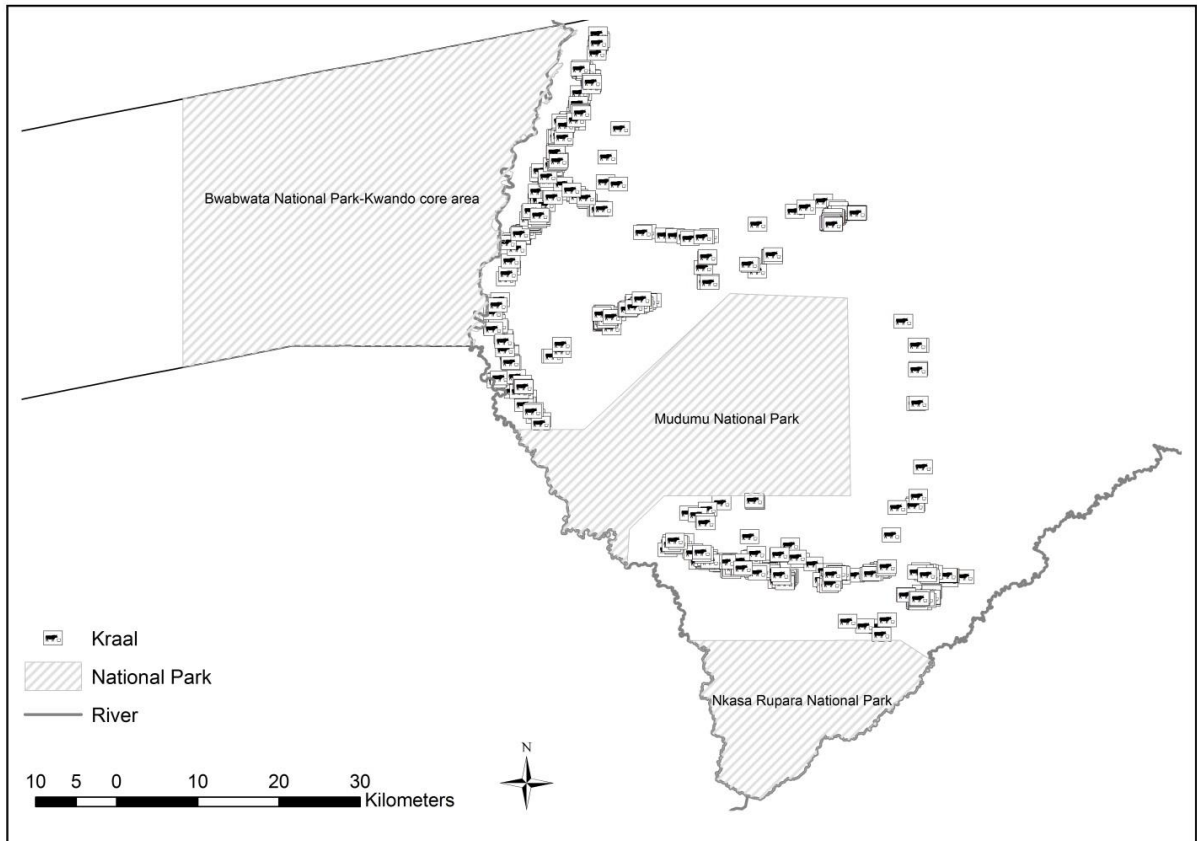 Bwabwata National Park-Kwando core area
Mudumu National Park
Nkasa Rupara National Park
Kraal
National Park
River
N
10 5 0 10 20 30
Kilometers